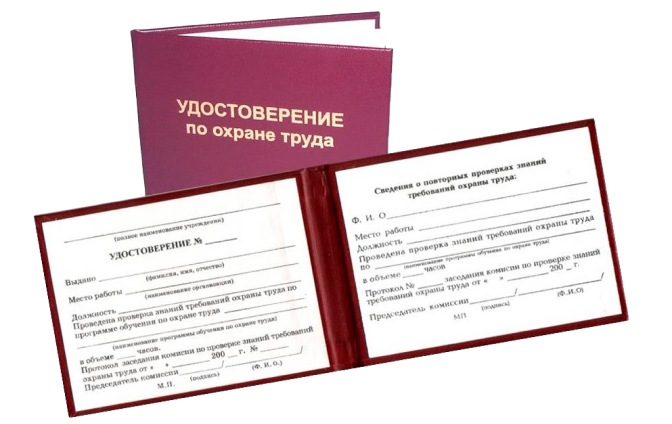 УДОСТОВЕРЕНИЕ
по охране труда
(полное наименование учреждения)
УДОСТОВЕРЕНИЕ № ______
Выдано ______
(фамилия, имя, отчество)
Место работы ______
(наименование организации)
Должность ______
Проведена проверка знаний требований охраны труда по
программе обучения по охране труда ______
(наименование программы обучения по охране труда)
в объеме ____ часов.
Протокол заседания комиссии по проверке знаний требований
охраны труда от « » ______ 200 __ г. № ______
Председатель комиссии ______/______/
М.П. (подпись) (Ф. И. О.)
Сведения о повторных проверках знаний
требований охраны труда:
Ф. И. О______
Место работы ______
Должность ______
Проведена проверка знаний требований охраны труда
по ______
(наименование программы обучения по охране труда)
в объеме ____ часов
Протокол № ____ заседания комиссии по проверке знаний
требований охраны труда от « » ______ 200 _ г.
Председатель комиссии ______/______/
МП (подпись) (Ф.И.О)